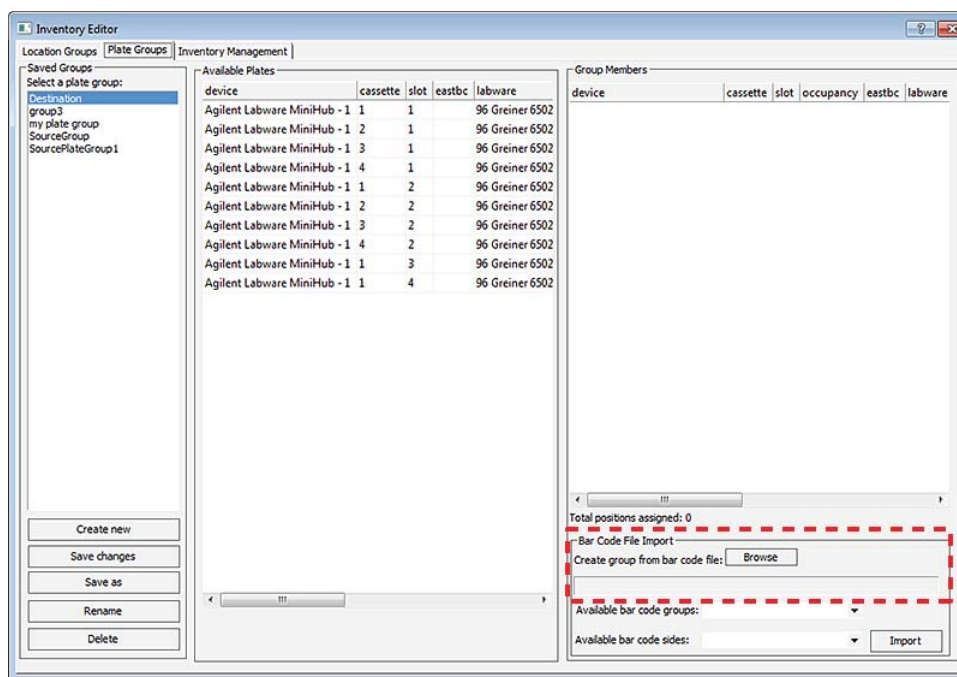 Inventory Editor
Location Groups Plate Groups Inventory Management
Saved Groups
Select a plate group:
Destination
group3
my plate group
SourceGroup
SourcePlateGroup1
Create new
Save changes
Save as
Rename
Delete
Available Plates
device cassette slot eastbc labware
Agilent Labware MiniHub - 1 1 1 96 Greiner 6502
Agilent Labware MiniHub - 1 2 1 96 Greiner 6502
Agilent Labware MiniHub - 1 3 1 96 Greiner 6502
Agilent Labware MiniHub - 1 4 1 96 Greiner 6502
Agilent Labware MiniHub - 1 1 2 96 Greiner 6502
Agilent Labware MiniHub - 1 2 2 96 Greiner 6502
Agilent Labware MiniHub - 1 3 2 96 Greiner 6502
Agilent Labware MiniHub - 1 4 2 96 Greiner 6502
Agilent Labware MiniHub - 1 1 3 96 Greiner 6502
Agilent Labware MiniHub - 1 1 4 96 Greiner 6502
Group Members
device cassette slot occupancy eastbc labware
Total positions assigned: 0
Bar Code File Import
Create group from bar code file: Browse
Available bar code groups:
Available bar code sides: Import